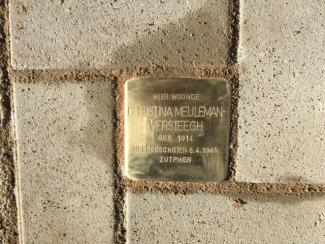 HIER WOONDE
CHRISTINA MEULEMAN-
VERSTEEGH
GEB. 1914
DOODGESCHOTEN 6.4.1945
ZUTPHEN